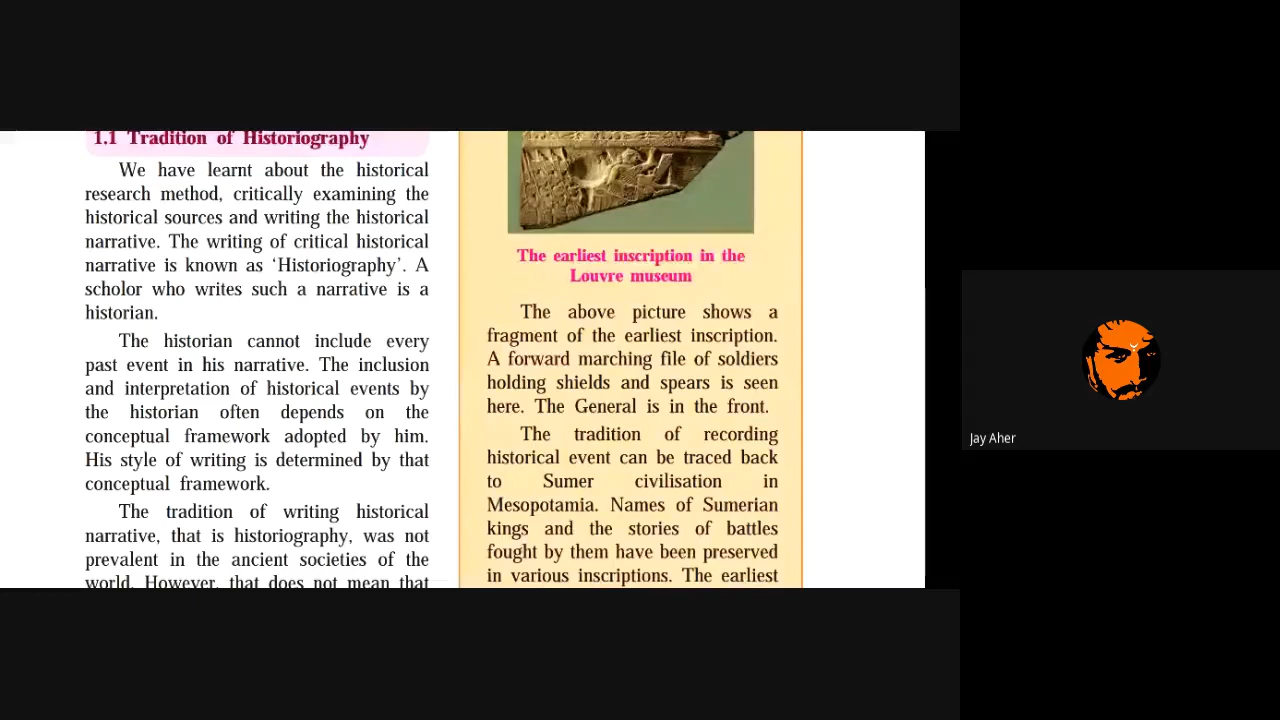 1.1 Tradition of Historiography
We have learnt about the historical
research method, critically examining the
historical sources and writing the historical
narrative. The writing of critical historical
narrative is known as ‘Historiography’. A
scholor who writes such a narrative is a
historian.
The historian cannot include every
past event in his narrative. The inclusion
and interpretation of historical events by
the historian often depends on the
conceptual framework adopted by him.
His style of writing is determined by that
conceptual framework.
The tradition of writing historical
narrative, that is historiography, was not
prevalent in the ancient societies of the
world. However, that does not mean that
The earliest inscription in the
Louvre museum
The above picture shows a
fragment of the earliest inscription.
A forward marching file of soldiers
holding shields and spears is seen
here. The General is in the front.
The tradition of recording
historical event can be traced back
to Sumer civilisation in
Mesopotamia. Names of Sumerian
kings and the stories of battles
fought by them have been preserved
in various inscriptions. The earliest
Jay Aher